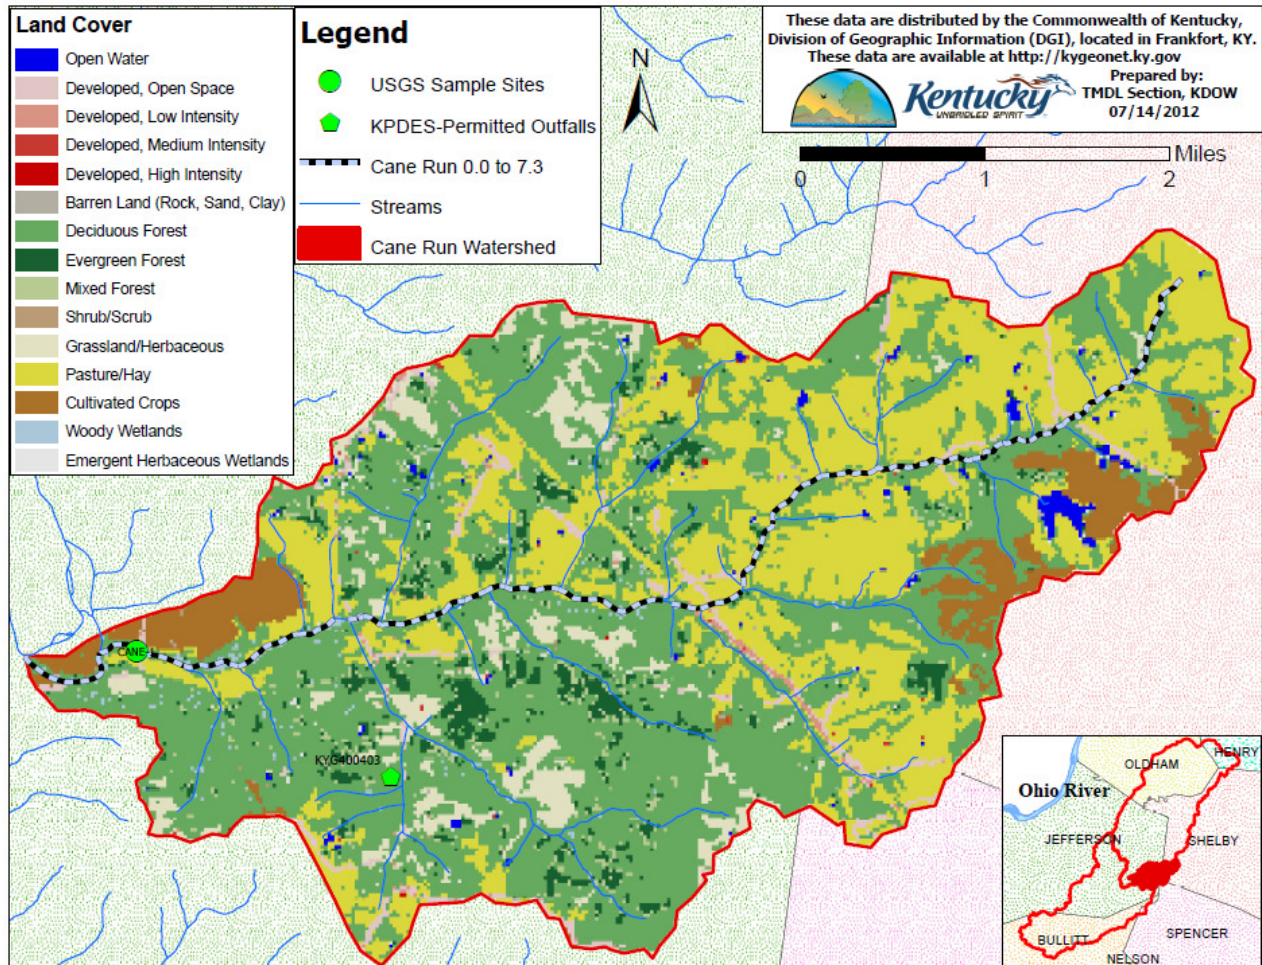 Land Cover
Open Water
Developed, Open Space
Developed, Low Intensity
Developed, Medium Intensity
Developed, High Intensity
Barren Land (Rock, Sand, Clay)
Deciduous Forest
Evergreen Forest
Mixed Forest
Shrub/Scrub
Grassland/Herbaceous
Pasture/Hay
Cultivated Crops
Woody Wetlands
Emergent Herbaceous Wetlands
Legend
USGS Sample Sites
KPDES-Permitted Outfalls
Cane Run 0.0 to 7.3
Streams
Cane Run Watershed
N
These data are distributed by the Commonwealth of Kentucky,
Division of Geographic Information (DGI), located in Frankfort, KY.
These data are available at http://kygeonet.ky.gov
Kentucky
UNBRIDLED SPIRIT
Prepared by:
TMDL Section, KDOW
07/14/2012
Miles
0 1 2
CANE
KYG400403
HENRY
OLDHAM
Ohio River
JEFFERSON
SHELBY
BULLITT
SPENCER
NELSON